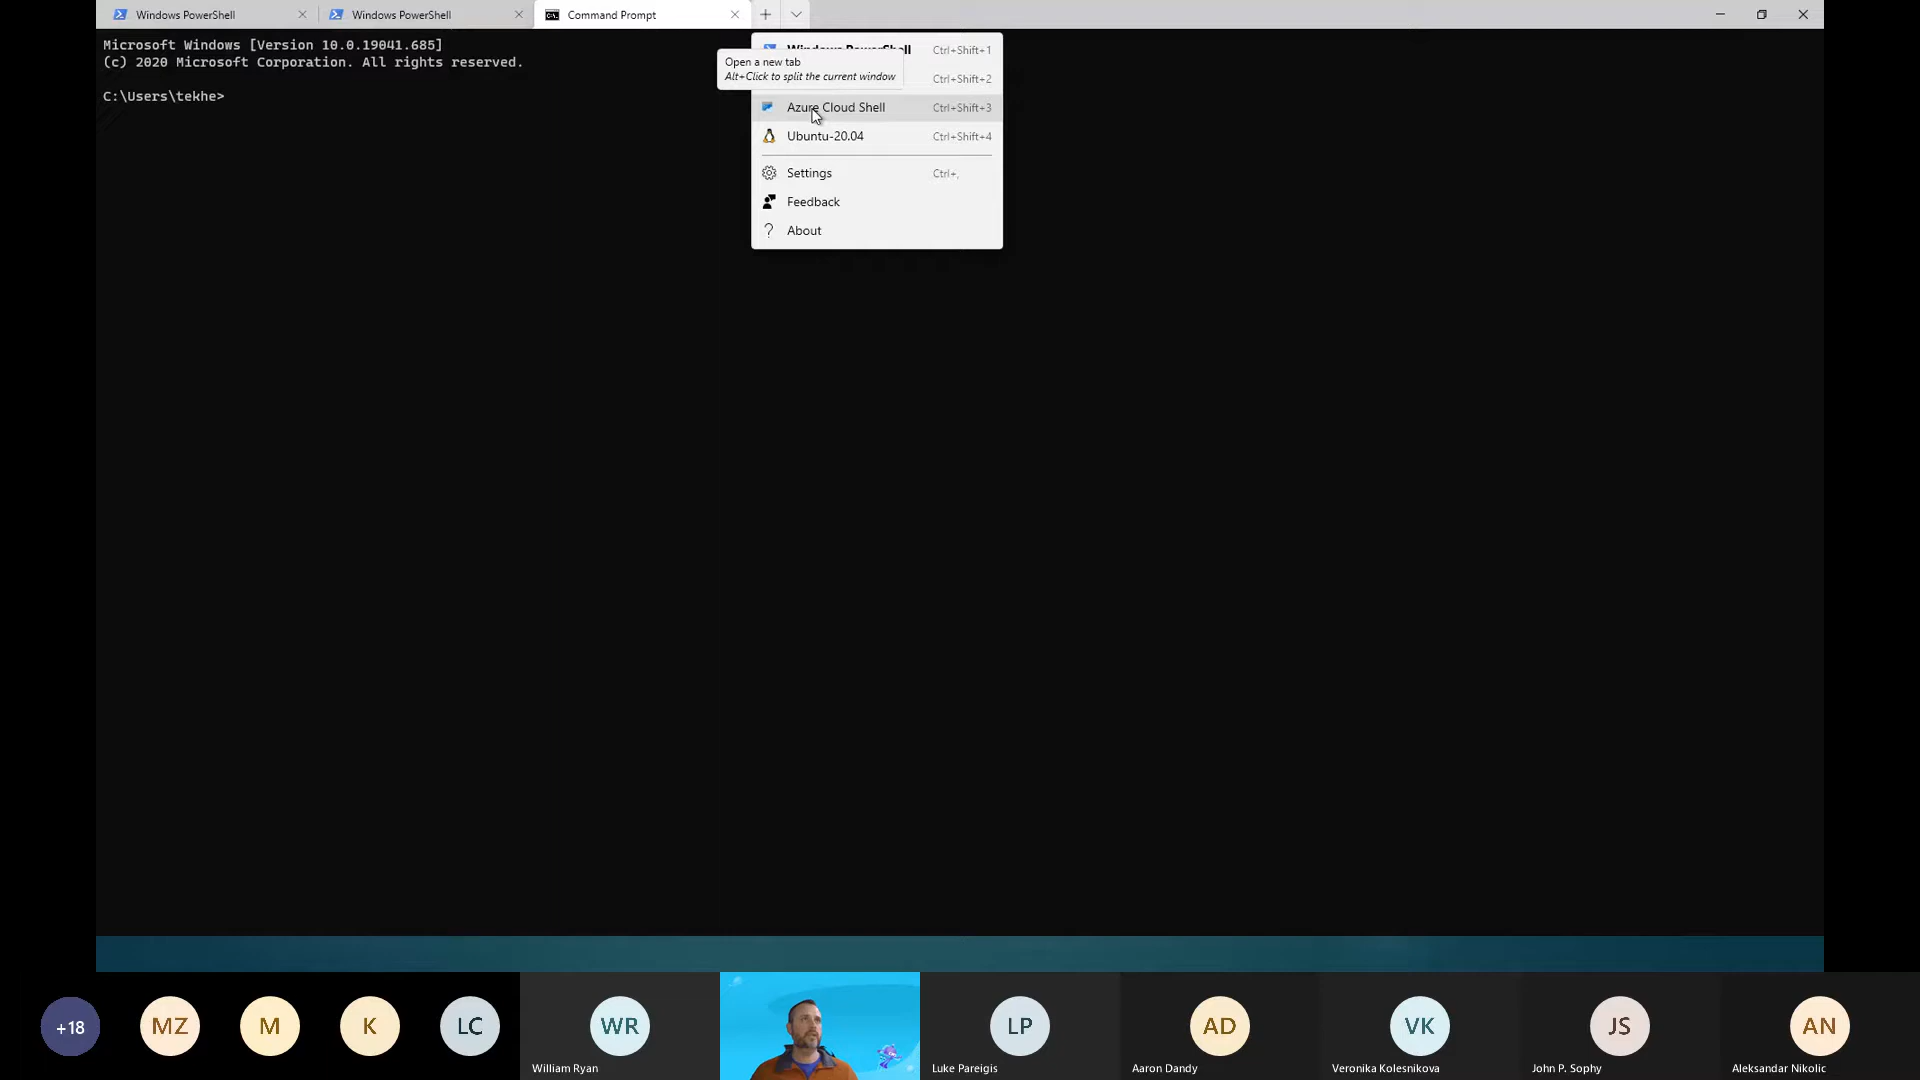 Windows PowerShell
Windows PowerShell
Command Prompt
Microsoft Windows [Version 10.0.19041.685]
(c) 2020 Microsoft Corporation. All rights reserved.
C:\Users\tekhe>
Windows PowerShell Ctrl+Shift+1
Open a new tab
Alt+Click to split the current window
Ctrl+Shift+2
Azure Cloud Shell Ctrl+Shift+3
Ubuntu-20.04 Ctrl+Shift+4
Settings Ctrl+,
Feedback
About
+18
MZ
M
K
LC
WR
William Ryan
LP
Luke Pareigis
AD
Aaron Dandy
VK
Veronika Kolesnikova
JS
John P. Sophy
AN
Aleksandar Nikolic